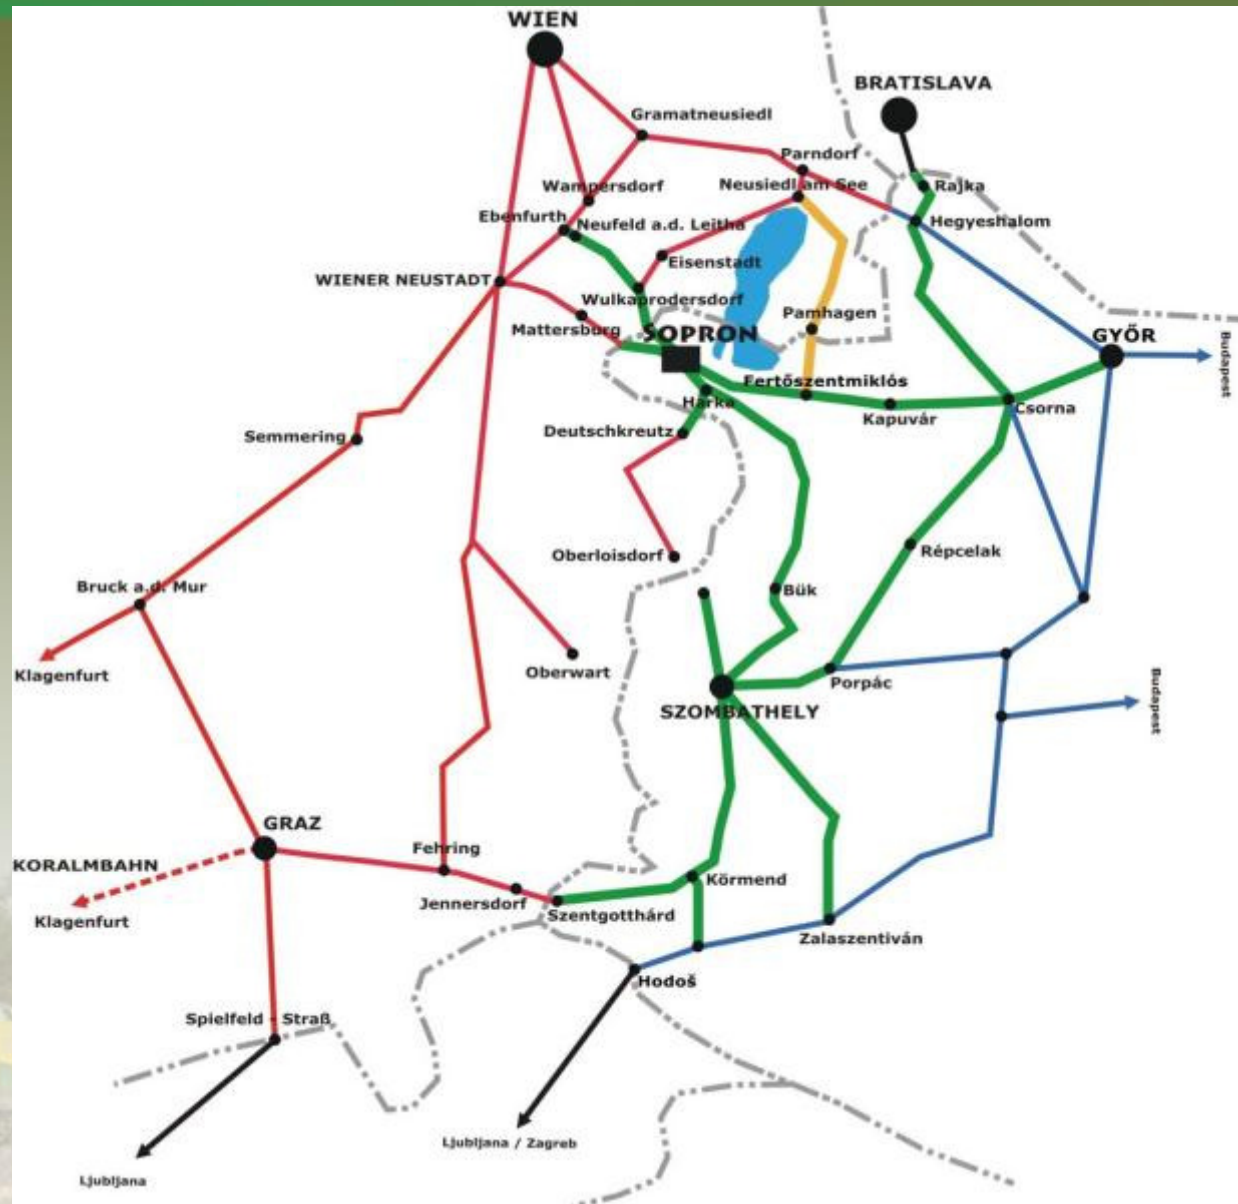 WIEN
BRATISLAVA
Gramatneusiedl
Parndorf
Wampersdorf
Neusiedl am See
Rajka
Ebenfurth
Neufeld a.d. Leitha
Hegyeshalom
Eisenstadt
WIENER NEUSTADT
Wulkaprodersdorf
Pamhagen
Mattersburg
SOPRON
GYŐR
Budapest
Fertőszentmiklós
Harka
Kapuvár
Csorna
Deutschkreutz
Semmering
Oberloisdorf
Répcelak
Bruck a.d. Mur
Bük
Klagenfurt
Oberwart
Porpác
Budapest
SZOMBATHELY
GRAZ
Fehring
KORALMBAHN
Körmend
Jennersdorf
Szentgotthárd
Klagenfurt
Zalaszentiván
Hodoš
Spielfeld - Straß
Ljubljana / Zagreb
Ljubljana